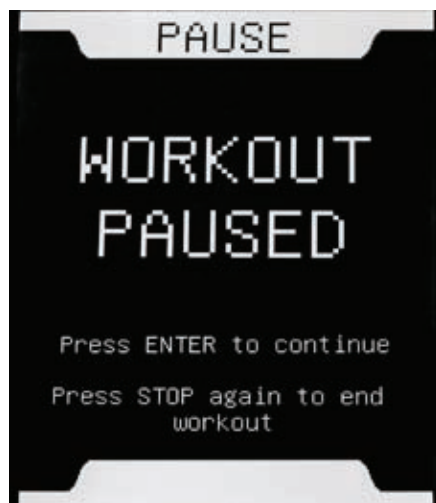 PAUSE
WORKOUT
PAUSED
Press ENTER to continue
Press STOP again to end
workout